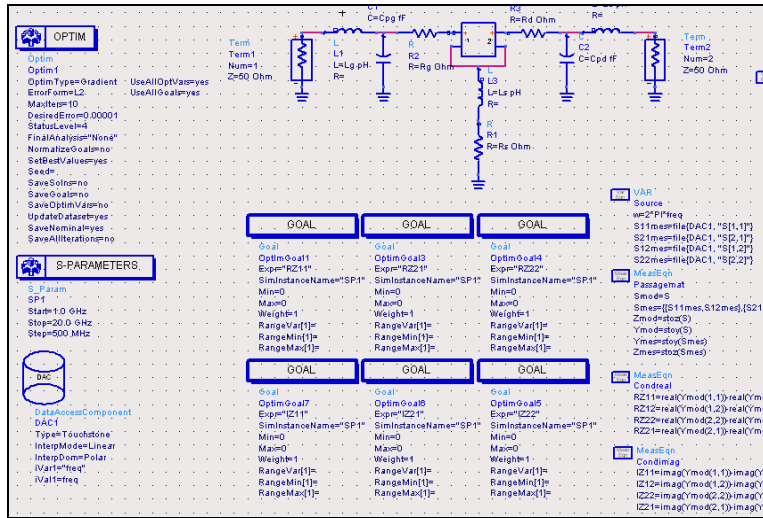 OPTIM
Optim
Optim1
OptimType=Gradient UseAllOptVars=yes
ErrorForm=L2 UseAllGoals=yes
MaxIters=10
DesiredError=0.00001
StatusLevel=4
FinalAnalysis="None"
NormalizeGoals=no
SetBestValues=yes
Seed=
SaveSolns=no
SaveGoals=no
SaveOptimVars=no
UpdateDataset=yes
SaveNominal=yes
SaveAllIterations=no
S-PARAMETERS
S_Param
SP1
Start=1.0 GHz
Stop=20.0 GHz
Step=500 MHz
DAC
DataAccessComponent
DAC1
Type=Touchstone
InterpMode=Linear
InterpDom=Polar
iVar1="freq"
iVal1=freq
Term
Term1
Num=1
Z=50 Ohm
L
L1
L=Lg pH
R=
C=Cpg fF
R
R2
R=Rg Ohm
1
2
R=Rd Ohm
R=
L
L3
L=Ls pH
R=
R
R1
R=Rs Ohm
C
C2
C=Cpd fF
Term
Term2
Num=2
Z=50 Ohm
GOAL
Goal
OptimGoal1
Expr="RZ11"
SimInstanceName="SP1"
Min=0
Max=0
Weight=1
RangeVar[1]=
RangeMin[1]=
RangeMax[1]=
GOAL
Goal
OptimGoal3
Expr="RZ21"
SimInstanceName="SP1"
Min=0
Max=0
Weight=1
RangeVar[1]=
RangeMin[1]=
RangeMax[1]=
GOAL
Goal
OptimGoal4
Expr="RZ22"
SimInstanceName="SP1"
Min=0
Max=0
Weight=1
RangeVar[1]=
RangeMin[1]=
RangeMax[1]=
GOAL
Goal
OptimGoal7
Expr="IZ11"
SimInstanceName="SP1"
Min=0
Max=0
Weight=1
RangeVar[1]=
RangeMin[1]=
RangeMax[1]=
GOAL
Goal
OptimGoal6
Expr="IZ21"
SimInstanceName="SP1"
Min=0
Max=0
Weight=1
RangeVar[1]=
RangeMin[1]=
RangeMax[1]=
GOAL
Goal
OptimGoal5
Expr="IZ22"
SimInstanceName="SP1"
Min=0
Max=0
Weight=1
RangeVar[1]=
RangeMin[1]=
RangeMax[1]=
VAR
Source
w=2*PI*freq
S11mes=file{DAC1, "S[1,1]"}
S21mes=file{DAC1, "S[2,1]"}
S12mes=file{DAC1, "S[1,2]"}
S22mes=file{DAC1, "S[2,2]"}
MeasEqn
Passagemat
Smod=S
Smes={{S11mes,S12mes},{S21
Zmod=stoz(S)
Ymod=stoy(S)
Ymes=stoy(Smes)
Zmes=stoz(Smes)
MeasEqn
Condreal
RZ11=real(Ymod(1,1))-real(Ym
RZ12=real(Ymod(1,2))-real(Ym
RZ22=real(Ymod(2,2))-real(Ym
RZ21=real(Ymod(2,1))-real(Ym
MeasEqn
Condimag
IZ11=imag(Ymod(1,1))-imag(Y
IZ12=imag(Ymod(1,2))-imag(Y
IZ22=imag(Ymod(2,2))-imag(Y
IZ21=imag(Ymod(2,1))-imag(Y